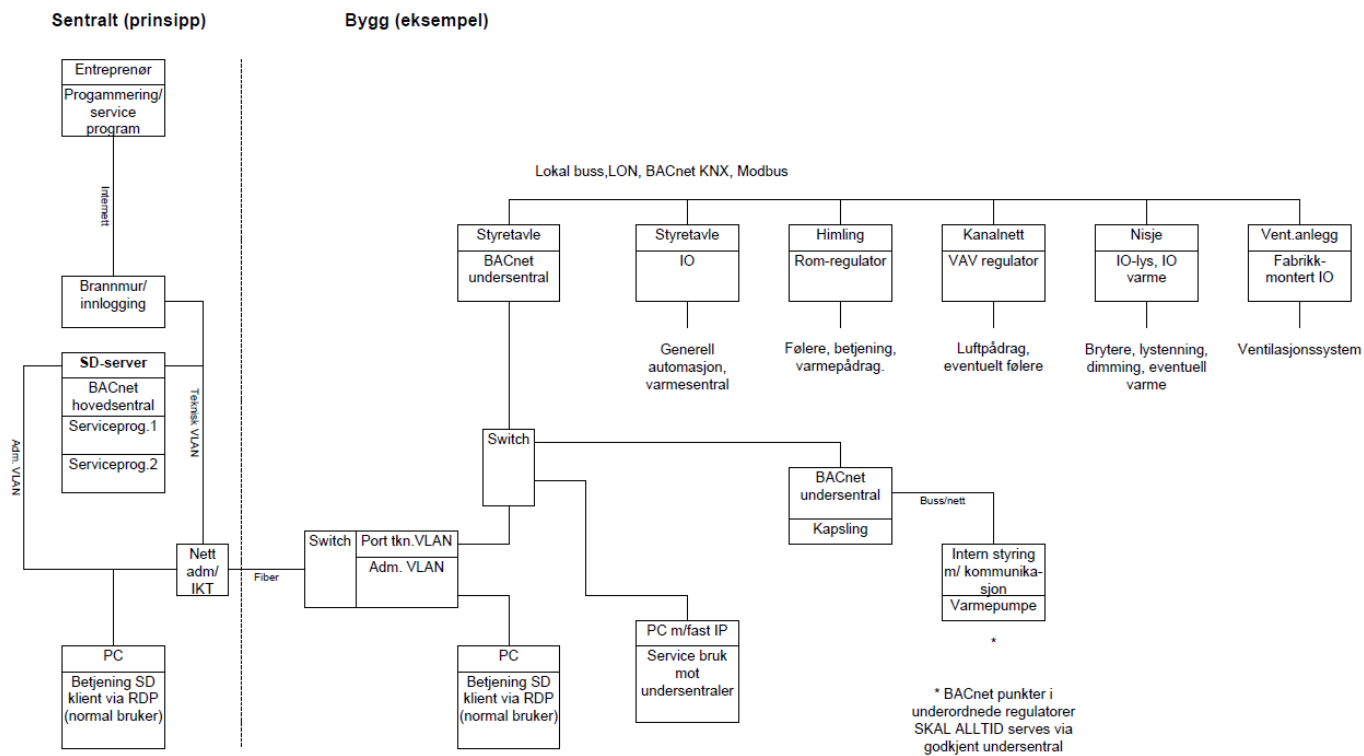 Sentralt (prinsipp)
Bygg (eksempel)
Entreprenør
Progammering/
service
program
Internett
Brannmur/
innlogging
SD-server
BACnet
hovedsentral
Serviceprog.1
Serviceprog.2
Teknisk VLAN
Adm. VLAN
Nett
adm/
IKT
PC
Betjening SD
klient via RDP
(normal bruker)
Fiber
Lokal buss,LON, BACnet KNX, Modbus
Styretavle
BACnet
undersentral
Styretavle
IO
Generell
automasjon,
varmesentral
Himling
Rom-regulator
Følere, betjening,
varmepådrag.
Kanalnett
VAV regulator
Luftpådrag,
eventuelt følere
Nisje
IO-lys, IO
varme
Brytere, lystenning,
dimming, eventuell
varme
Vent.anlegg
Fabrikk-
montert IO
Ventilasjonssystem
Switch
BACnet
undersentral
Kapsling
Buss/nett
Intern styring
m/ kommunika-
sjon
Varmepumpe
*
Switch
Port tkn.VLAN
Adm. VLAN
PC
Betjening SD
klient via RDP
(normal bruker)
PC m/fast IP
Service bruk
mot
undersentraler
* BACnet punkter i
underordnede regulatorer
SKAL ALLTID serves via
godkjent undersentral